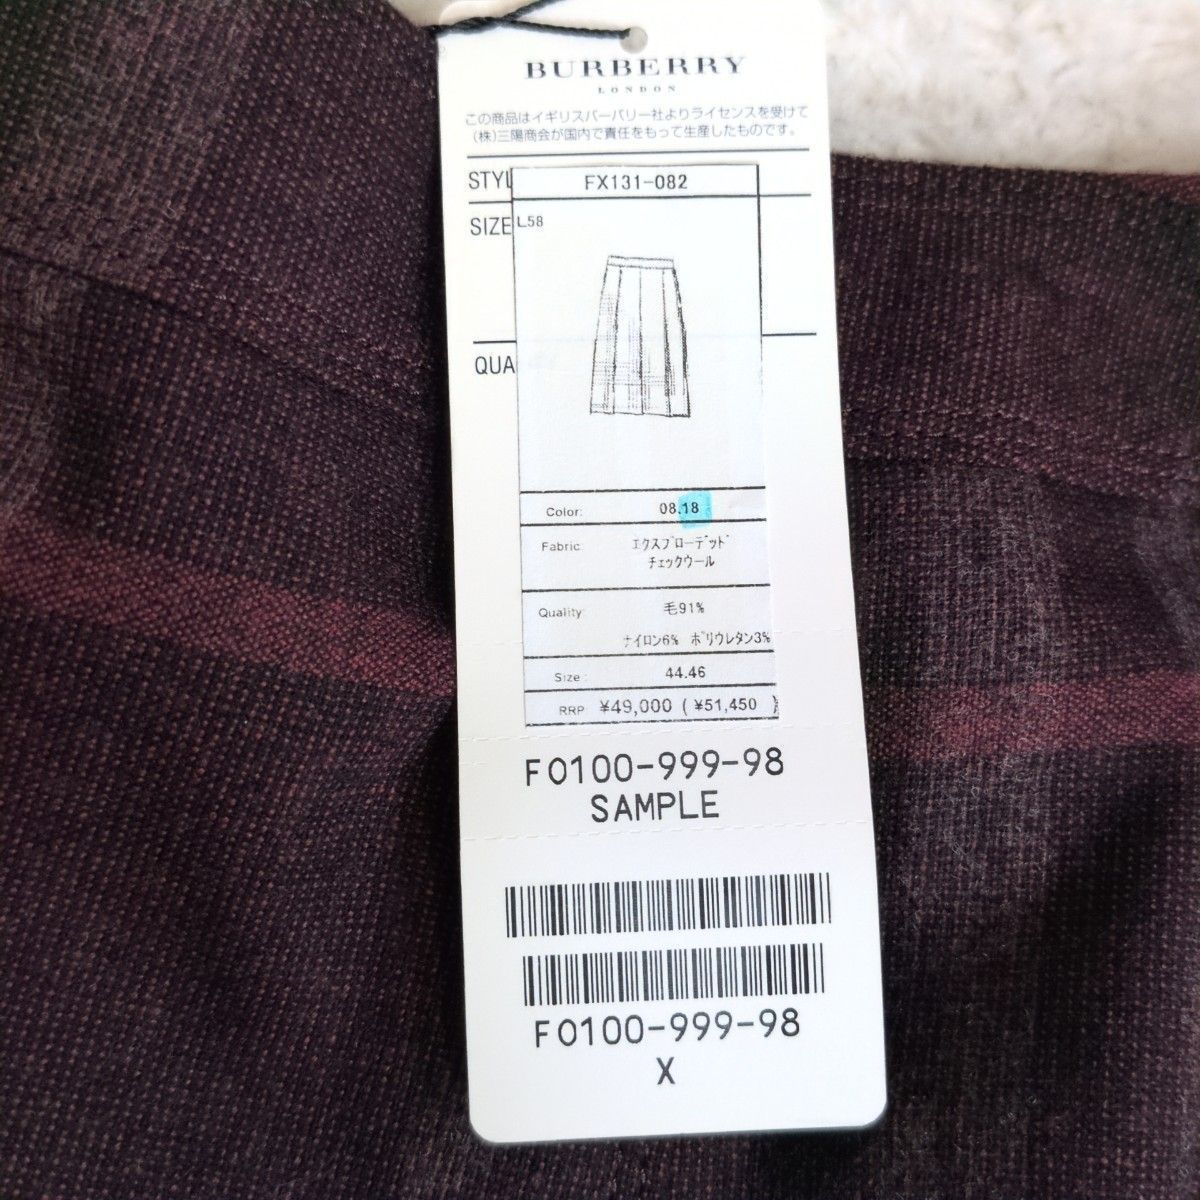 BURBERRY
LONDON
この商品はイギリスバーバリー社よりライセンスを受けて
(株)三陽商会が国内で責任をもって生産したものです。
STYL
FX131-082
SIZE
L58
QUA
Color: 08.18
Fabric: エクスプローデッド
チェックウール
Quality: 毛91%
ナイロン6% ポリウレタン3%
Size: 44.46
RRP ¥49,000 ( ¥51,450 )
F0100-999-98
SAMPLE
F0100-999-98
X